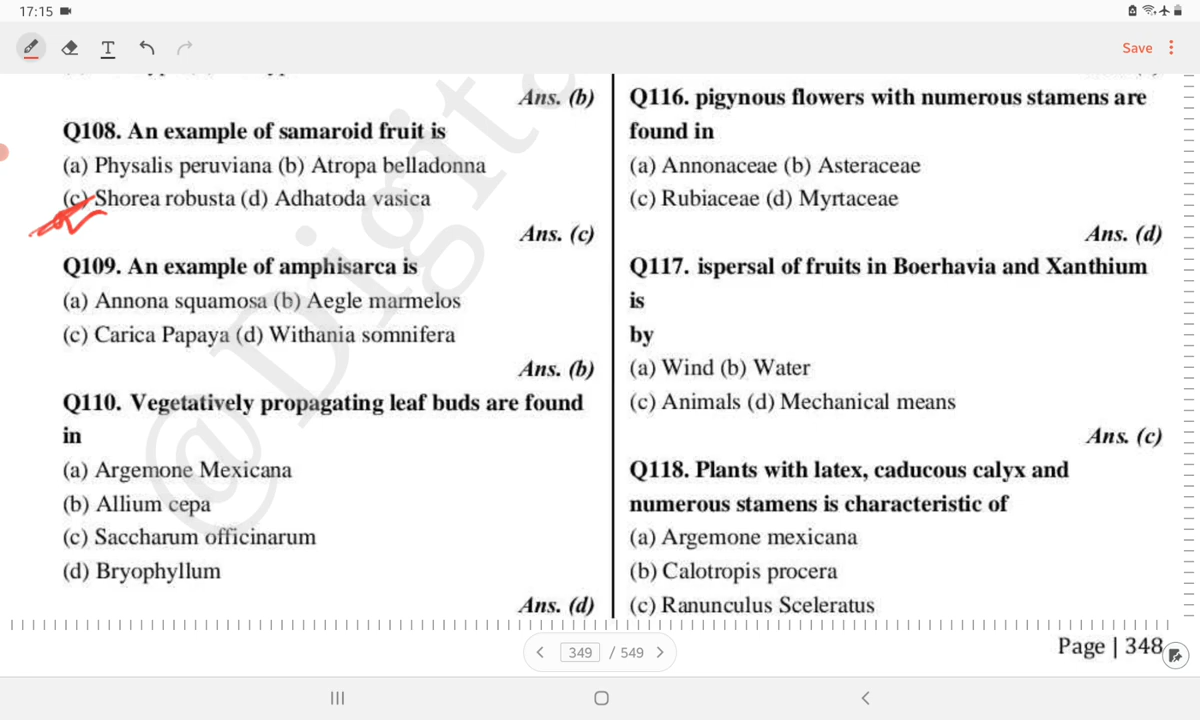 17:15
T
Save
Ans. (b)
Q108. An example of samaroid fruit is
(a) Physalis peruviana (b) Atropa belladonna
(c) Shorea robusta (d) Adhatoda vasica
Ans. (c)
Q109. An example of amphisarca is
(a) Annona squamosa (b) Aegle marmelos
(c) Carica Papaya (d) Withania somnifera
Ans. (b)
Q110. Vegetatively propagating leaf buds are found
in
(a) Argemone Mexicana
(b) Allium cepa
(c) Saccharum officinarum
(d) Bryophyllum
Ans. (d)
Q116. pigynous flowers with numerous stamens are
found in
(a) Annonaceae (b) Asteraceae
(c) Rubiaceae (d) Myrtaceae
Ans. (d)
Q117. ispersal of fruits in Boerhavia and Xanthium
is
by
(a) Wind (b) Water
(c) Animals (d) Mechanical means
Ans. (c)
Q118. Plants with latex, caducous calyx and
numerous stamens is characteristic of
(a) Argemone mexicana
(b) Calotropis procera
(c) Ranunculus Sceleratus
@Digit
Page | 348
349 / 549